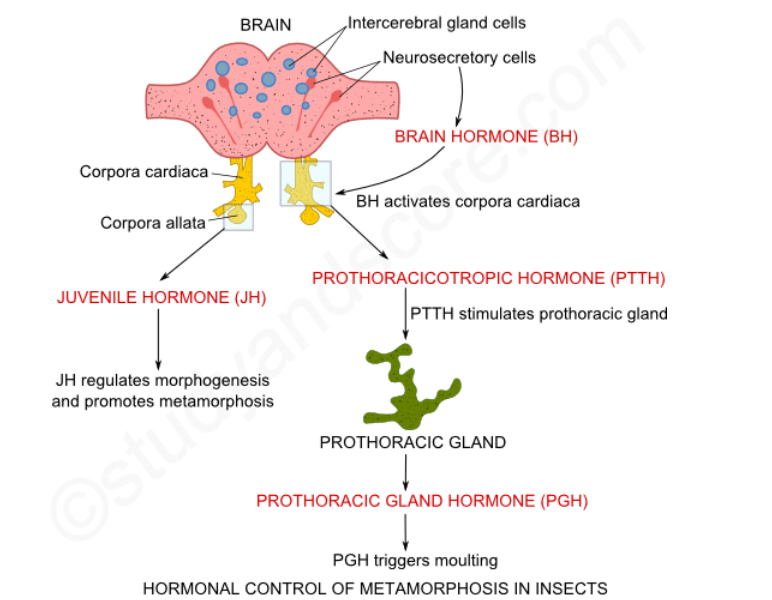 BRAIN
Intercerebral gland cells
Neurosecretory cells
BRAIN HORMONE (BH)
Corpora cardiaca
BH activates corpora cardiaca
Corpora allata
PROTHORACICOTROPIC HORMONE (PTTH)
JUVENILE HORMONE (JH)
PTTH stimulates prothoracic gland
JH regulates morphogenesis
and promotes metamorphosis
PROTHORACIC GLAND
PROTHORACIC GLAND HORMONE (PGH)
PGH triggers moulting
HORMONAL CONTROL OF METAMORPHOSIS IN INSECTS
©studyandscore.com